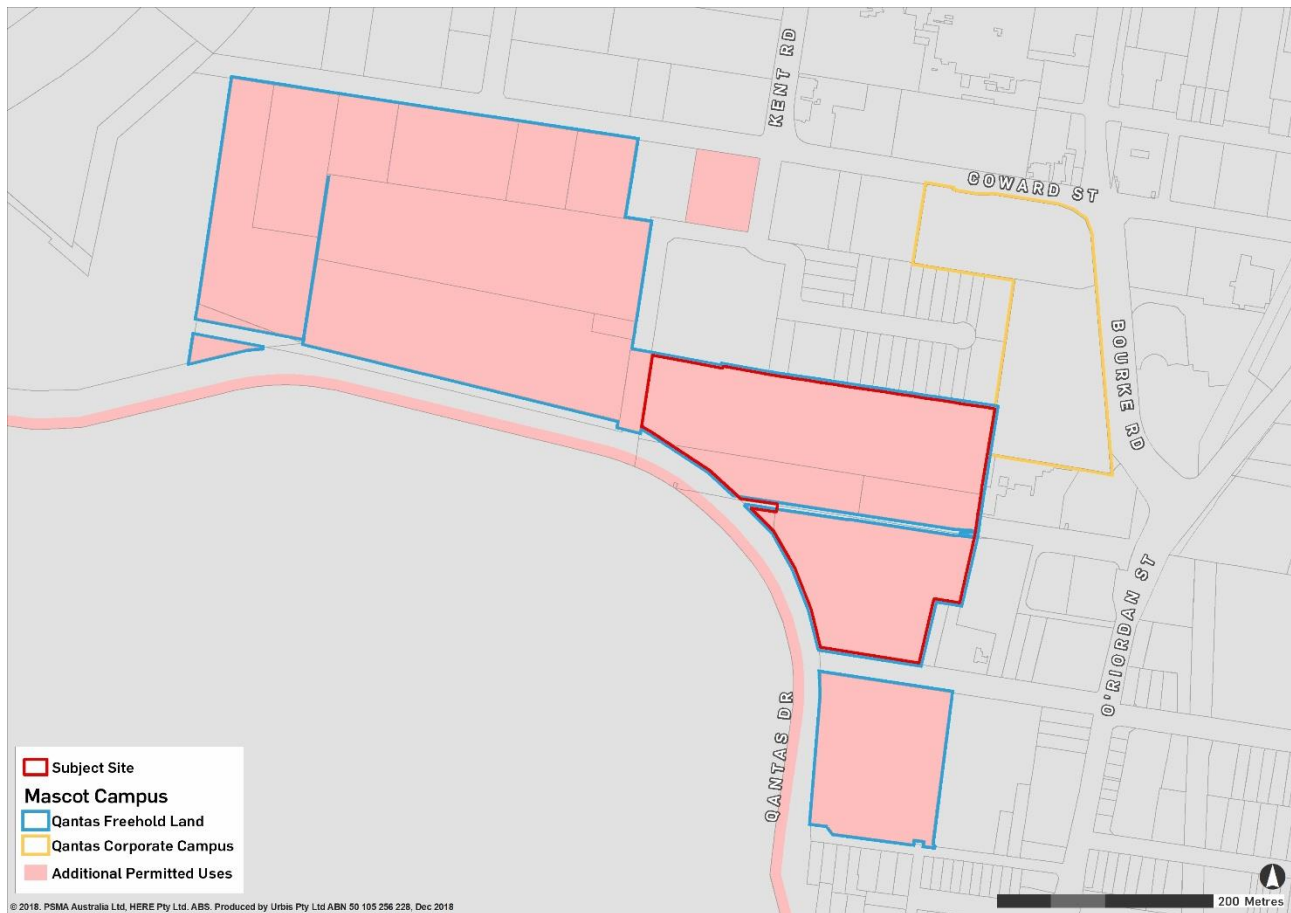 KENT RD
COWARD ST
BOURKE RD
O'RIORDAN ST
QANTAS DR
Subject Site
Mascot Campus
Qantas Freehold Land
Qantas Corporate Campus
Additional Permitted Uses
200 Metres
© 2018. PSMA Australia Ltd, HERE Pty Ltd. ABS. Produced by Urbis Pty Ltd ABN 50 105 256 228, Dec 2018